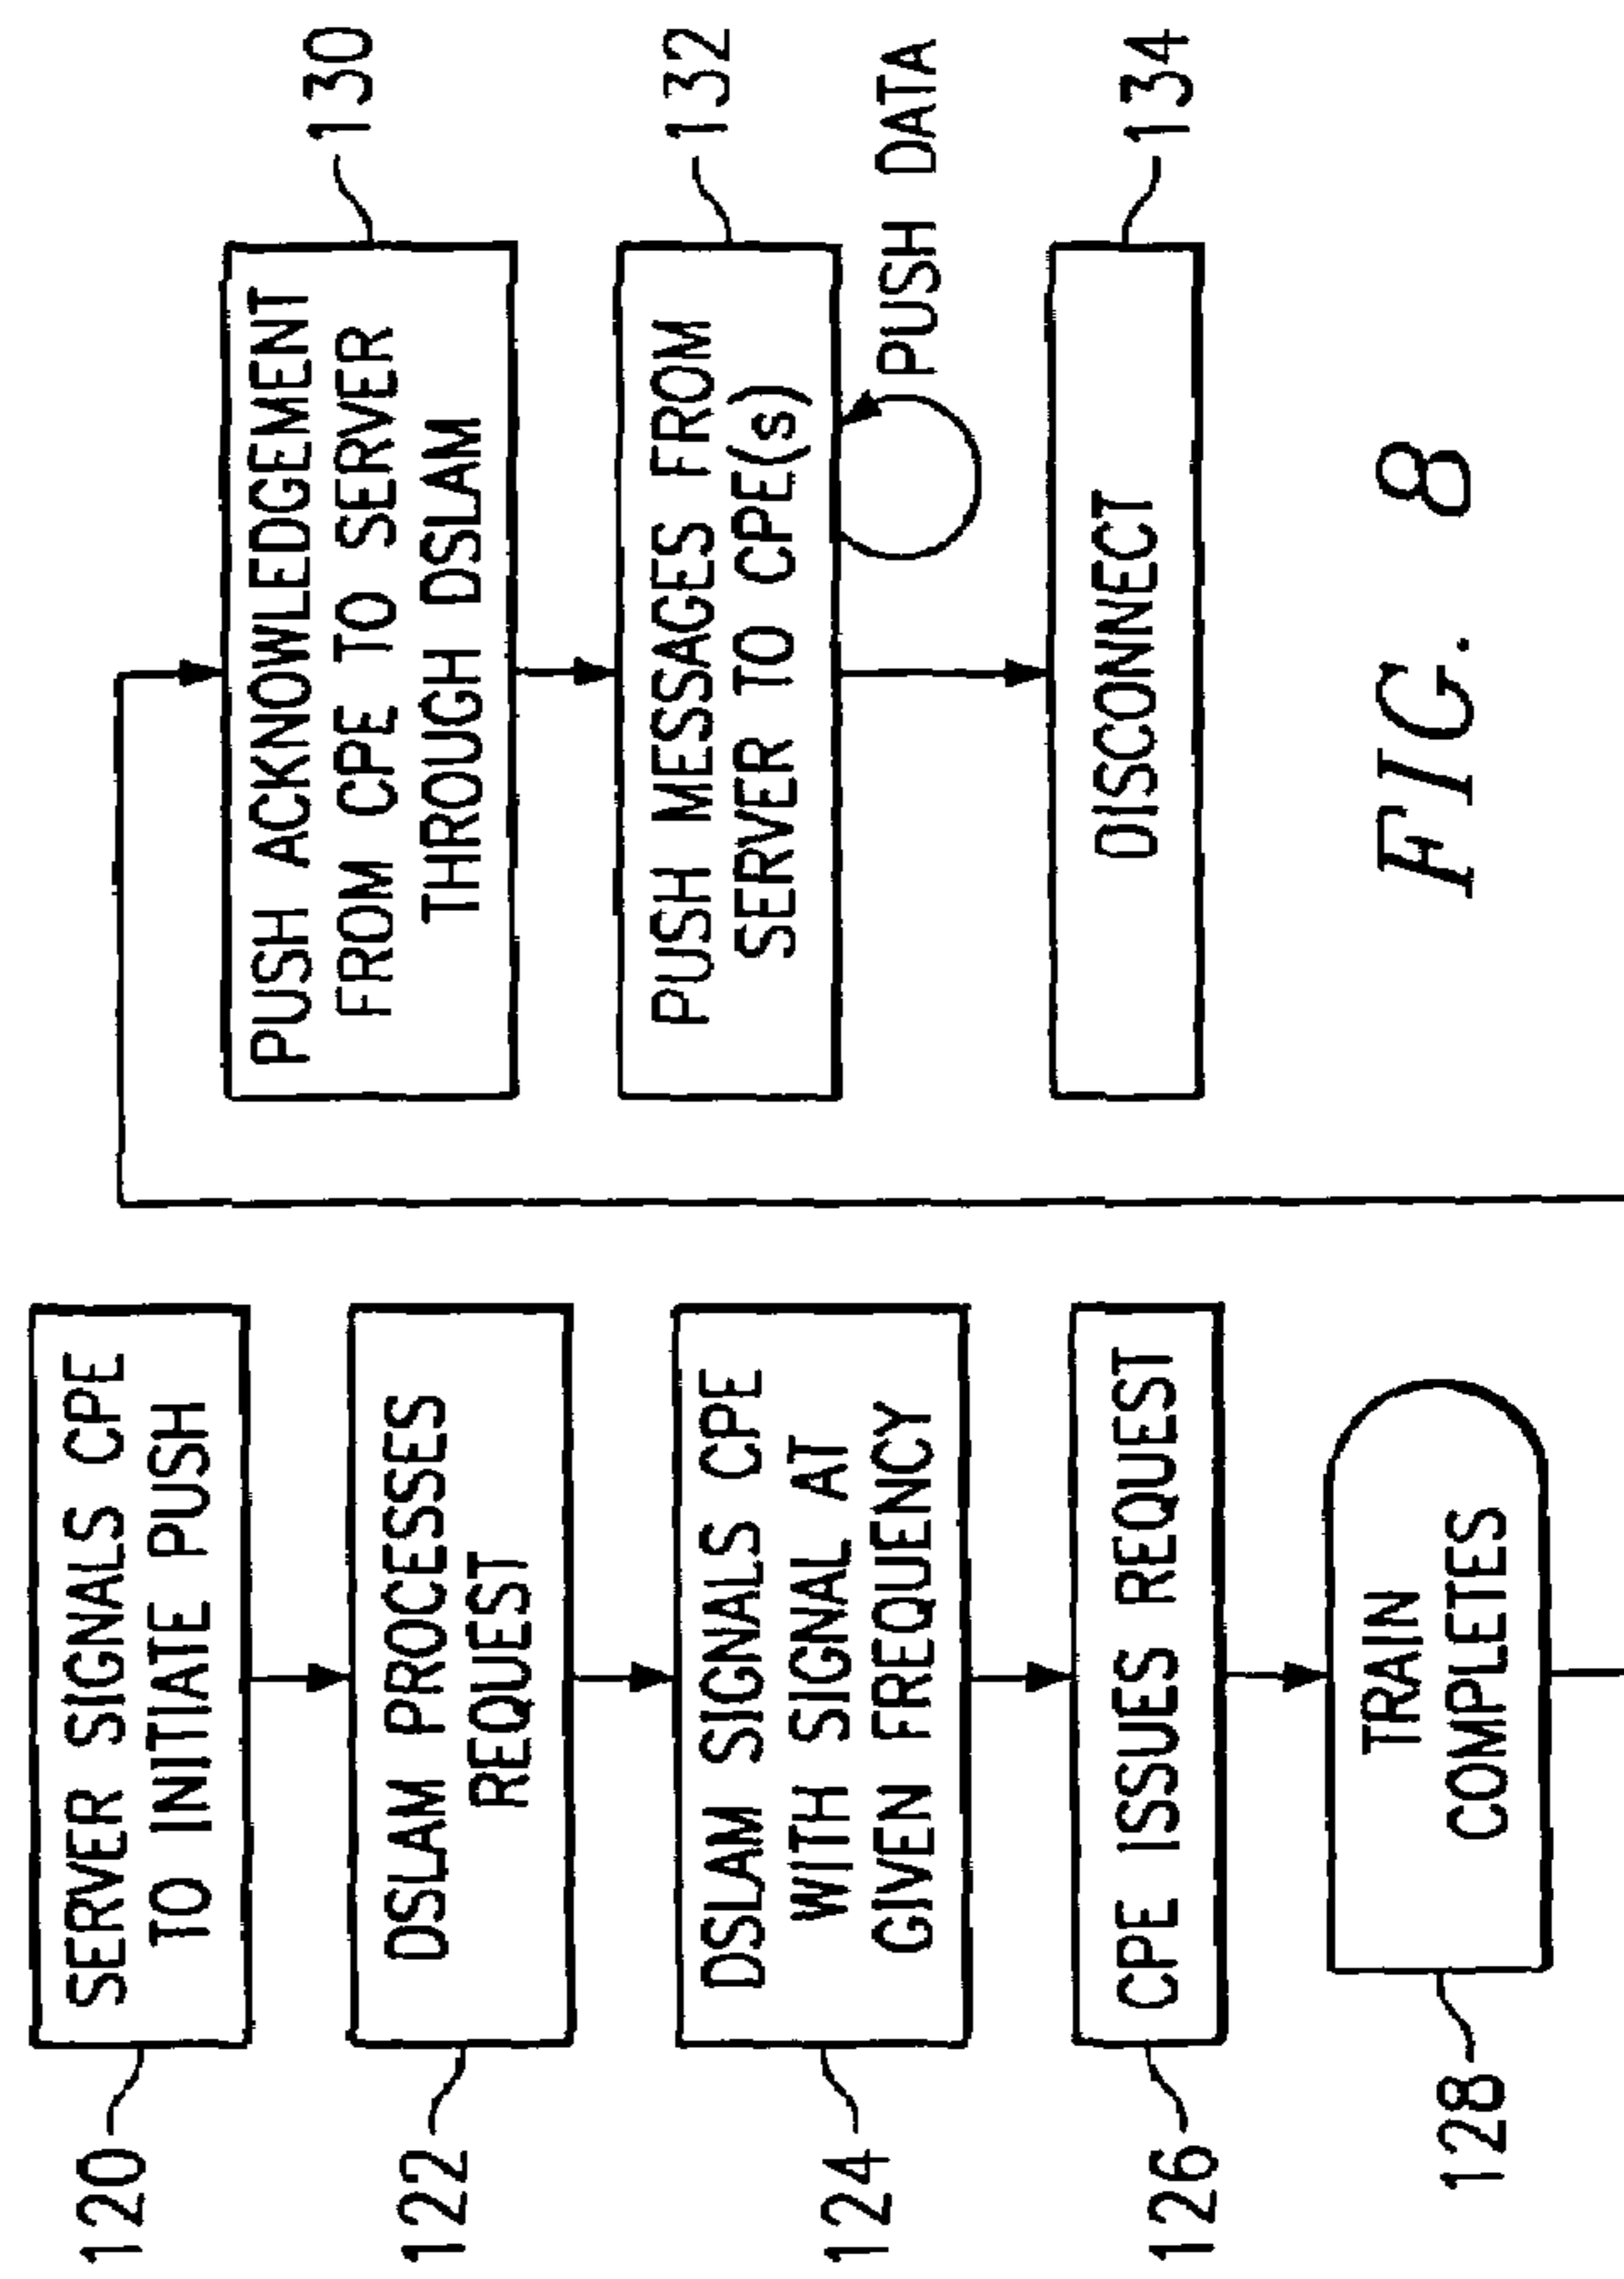 120
SERVER SIGNALS CPE
TO INITIATE PUSH
122
DSLAM PROCESSES
REQUEST
124
DSLAM SIGNALS CPE
WITH SIGNAL AT
GIVEN FREQUENCY
126
CPE ISSUES REQUEST
128
TRAIN
COMPLETES
130
PUSH ACKNOWLEDGEMENT
FROM CPE TO SERVER
THROUGH DSLAM
132
PUSH MESSAGES FROM
SERVER TO CPE(s)
PUSH DATA
134
DISCONNECT
FIG. 8